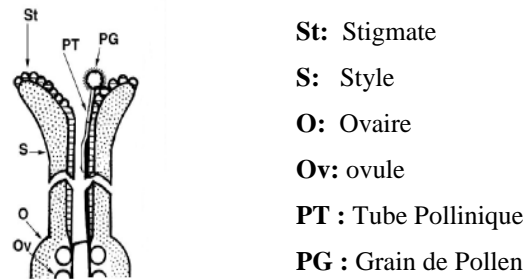 St
PT
PG
S
O
Ov
St: Stigmate
S: Style
O: Ovaire
Ov: ovule
PT : Tube Pollinique
PG : Grain de Pollen